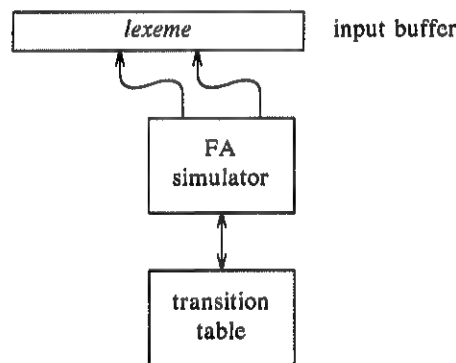 lexeme input buffer
FA
simulator
transition
table